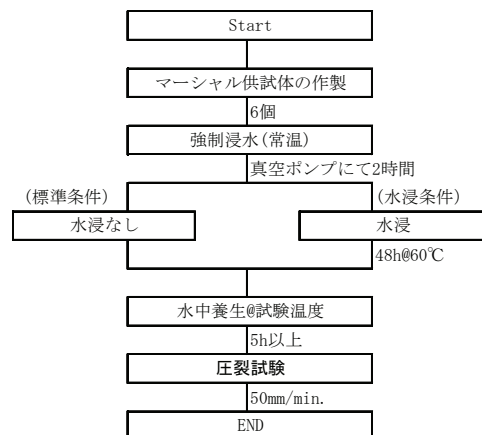 Start
マーシャル供試体の作製
6個
強制浸水(常温)
真空ポンプにて2時間
(標準条件)
(水浸条件)
水浸なし
水浸
48h@60℃
水中養生@試験温度
5h以上
圧裂試験
50mm/min.
END